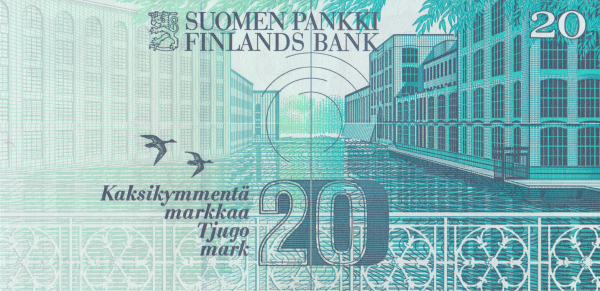 SUOMEN PANKKI
FINLANDS BANK
20
Kaksikymmentä
markkaa
Tjugo
mark
20